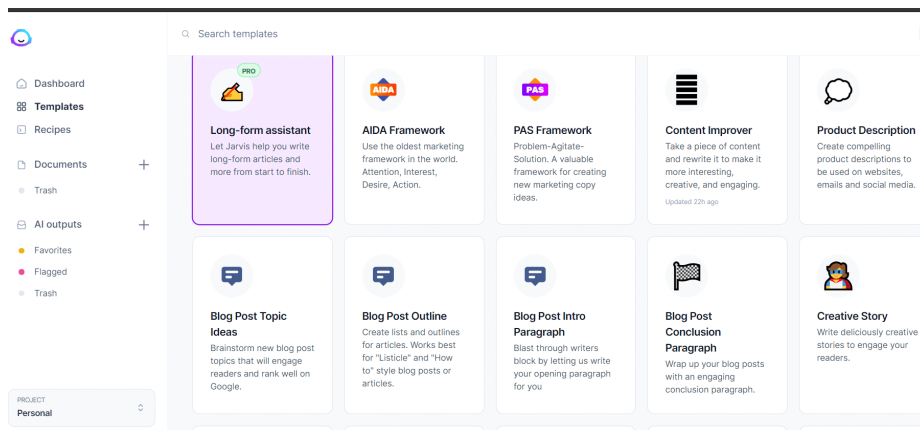 Search templates
Dashboard
Templates
Recipes
Documents
Trash
AI outputs
Favorites
Flagged
Trash
PROJECT
Personal
PRO
Long-form assistant
Let Jarvis help you write
long-form articles and
more from start to finish.
AIDA
AIDA Framework
Use the oldest marketing
framework in the world.
Attention, Interest,
Desire, Action.
PAS
PAS Framework
Problem-Agitate-
Solution. A valuable
framework for creating
new marketing copy
ideas.
Content Improver
Take a piece of content
and rewrite it to make it
more interesting,
creative, and engaging.
Updated 22h ago
Product Description
Create compelling
product descriptions to
be used on websites,
emails and social media.
Blog Post Topic
Ideas
Brainstorm new blog post
topics that will engage
readers and rank well on
Google.
Blog Post Outline
Create lists and outlines
for articles. Works best
for "Listicle" and "How
to" style blog posts or
articles.
Blog Post Intro
Paragraph
Blast through writers
block by letting us write
your opening paragraph
for you
Blog Post
Conclusion
Paragraph
Wrap up your blog posts
with an engaging
conclusion paragraph.
Creative Story
Write deliciously creative
stories to engage your
readers.